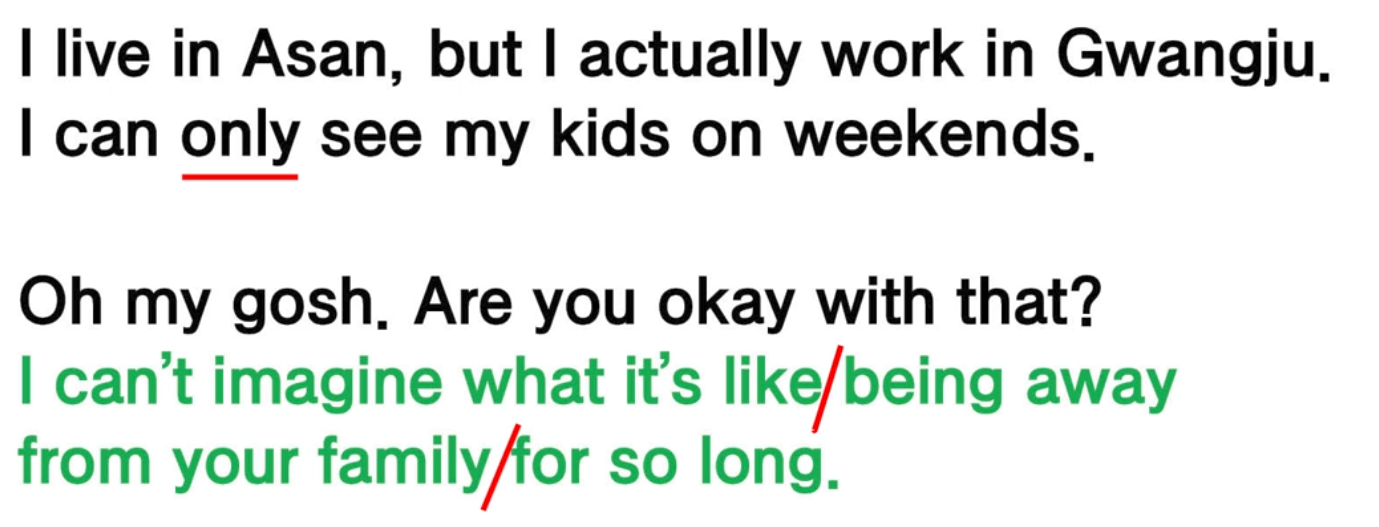 I live in Asan, but I actually work in Gwangju.
I can only see my kids on weekends.
Oh my gosh. Are you okay with that?
I can't imagine what it's like/being away
from your family/for so long.